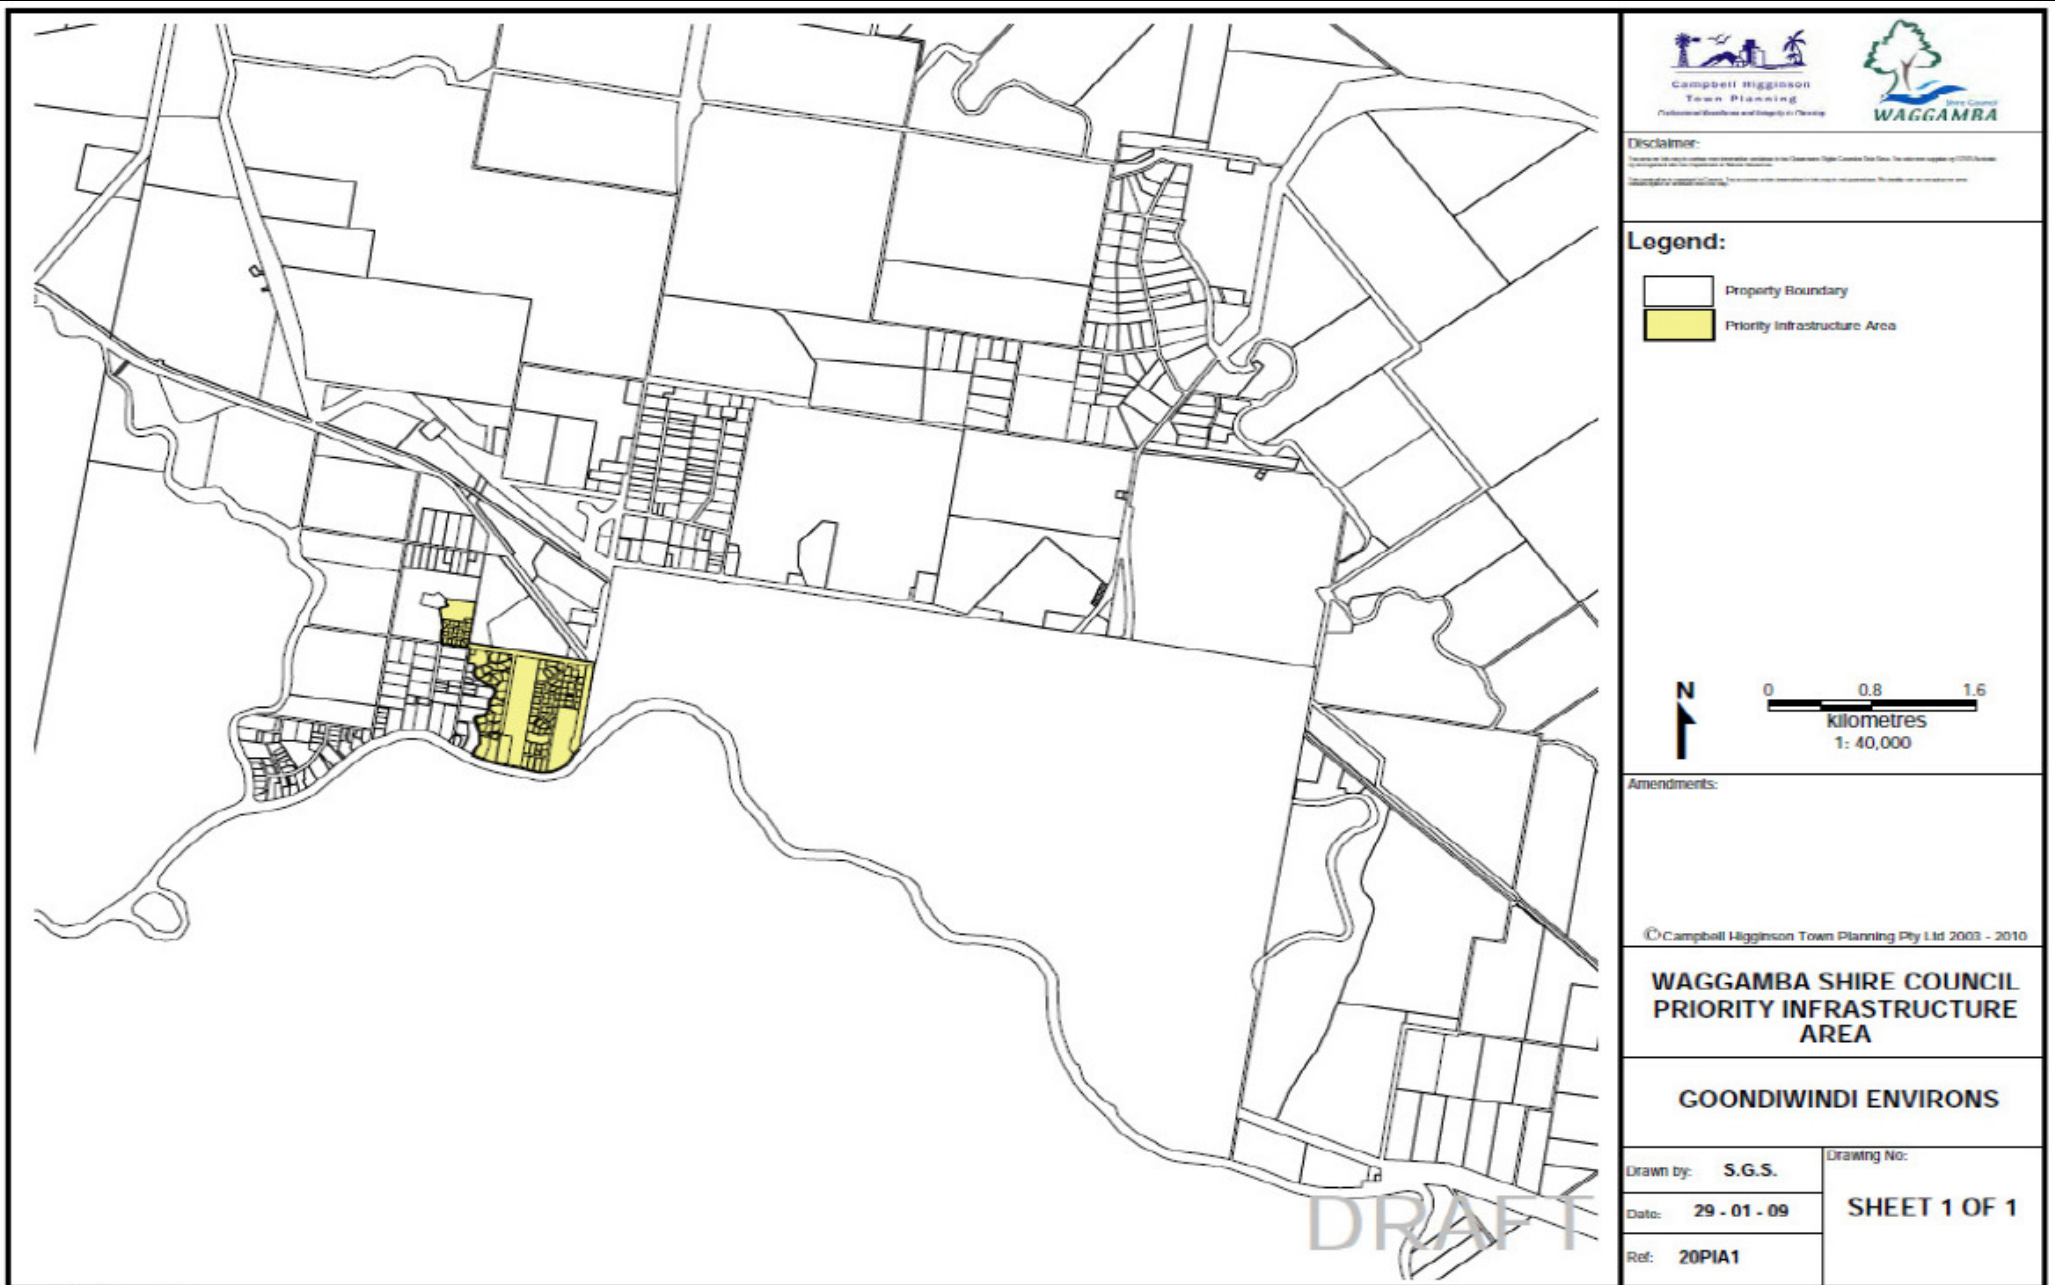 Campbell Higginson
Town Planning
Shire Council
WAGGAMBA
Disclaimer:
Legend:
Property Boundary
Priority Infrastructure Area
N
0 0.8 1.6
kilometres
1: 40,000
Amendments:
©Campbell Higginson Town Planning Pty Ltd 2003 - 2010
WAGGAMBA SHIRE COUNCIL
PRIORITY INFRASTRUCTURE
AREA
GOONDIWINDI ENVIRONS
Drawn by: S.G.S.
Date: 29 - 01 - 09
Ref: 20PIA1
Drawing No:
SHEET 1 OF 1
DRAFT